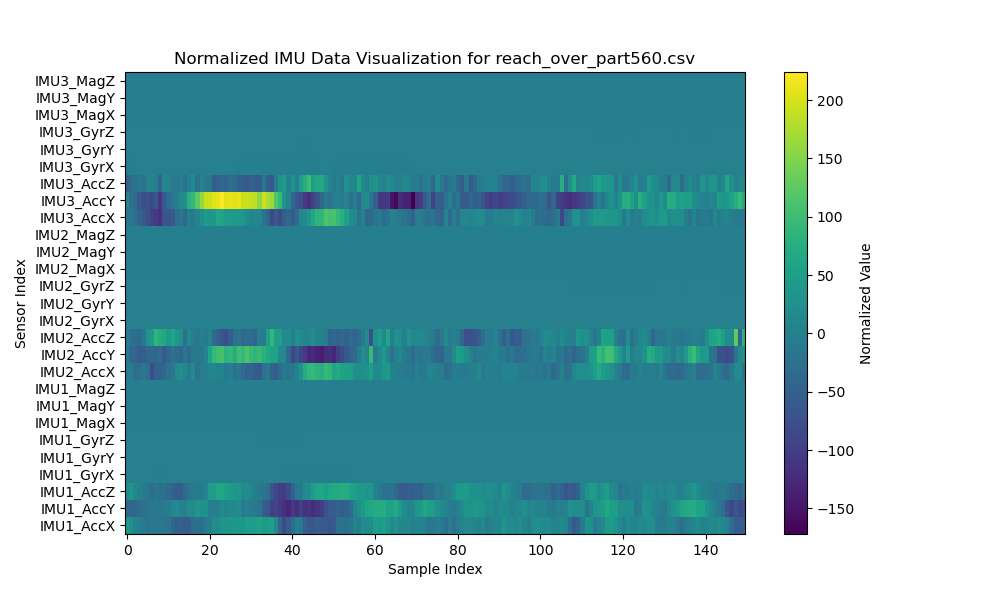 Normalized IMU Data Visualization for reach_over_part560.csv
IMU3_MagZ
IMU3_MagY
IMU3_MagX
IMU3_GyrZ
IMU3_GyrY
IMU3_GyrX
IMU3_AccZ
IMU3_AccY
IMU3_AccX
IMU2_MagZ
IMU2_MagY
IMU2_MagX
IMU2_GyrZ
IMU2_GyrY
IMU2_GyrX
IMU2_AccZ
IMU2_AccY
IMU2_AccX
IMU1_MagZ
IMU1_MagY
IMU1_MagX
IMU1_GyrZ
IMU1_GyrY
IMU1_GyrX
IMU1_AccZ
IMU1_AccY
IMU1_AccX
Sensor Index
0 20 40 60 80 100 120 140
Sample Index
200
150
100
50
0
−50
−100
−150
Normalized Value